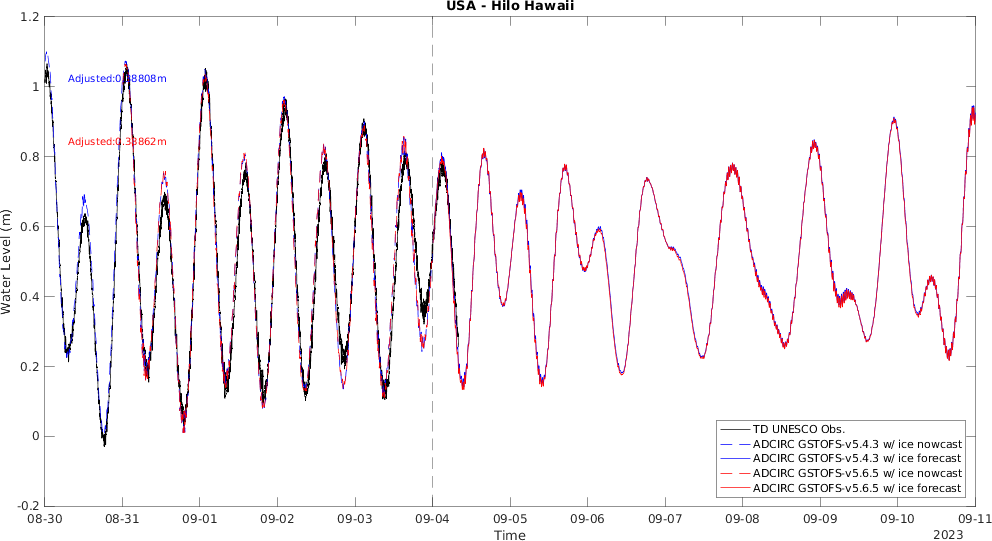 USA - Hilo Hawaii
1.2
1
0.8
0.6
0.4
0.2
0
-0.2
Water Level (m)
Adjusted:0.38862m
08-30
08-31
09-01
09-02
09-03
09-04
09-05
09-06
09-07
09-08
09-09
09-10
09-11
Time
2023
TD UNESCO Obs.
ADCIRC GSTOFS-v5.4.3 w/ ice nowcast
ADCIRC GSTOFS-v5.4.3 w/ ice forecast
ADCIRC GSTOFS-v5.6.5 w/ ice nowcast
ADCIRC GSTOFS-v5.6.5 w/ ice forecast